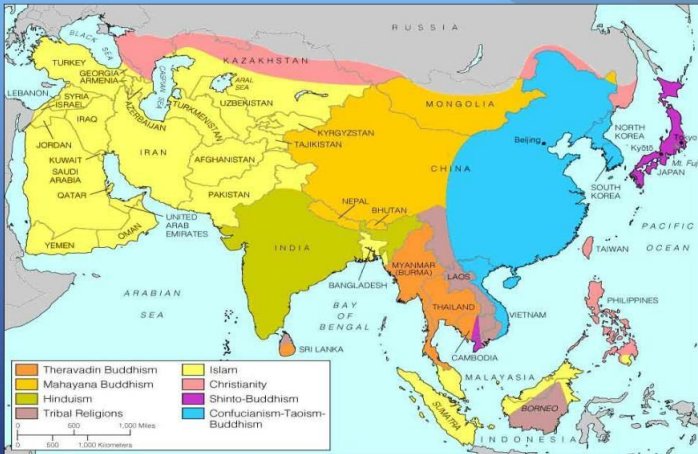 RUSSIA
BLACK SEA
KAZAKHSTAN
TURKEY
GEORGIA
ARMENIA
CASPIAN SEA
ARAL SEA
MONGOLIA
LEBANON
SYRIA
ISRAEL
AZERBAIJAN
TURKMENISTAN
UZBEKISTAN
KYRGYZSTAN
TAJIKISTAN
IRAQ
IRAN
AFGHANISTAN
CHINA
Beijing
NORTH KOREA
Kyōtō
Tokyo
Mt. Fuji
JAPAN
SOUTH KOREA
JORDAN
KUWAIT
SAUDI ARABIA
QATAR
PAKISTAN
NEPAL
BHUTAN
UNITED ARAB EMIRATES
OMAN
YEMEN
INDIA
BANGLADESH
MYANMAR (BURMA)
LAOS
TAIWAN
PACIFIC OCEAN
ARABIAN SEA
BAY OF BENGAL
THAILAND
VIETNAM
PHILIPPINES
SRI LANKA
CAMBODIA
MALAYASIA
SUMATRA
BORNEO
INDONESIA
Theravadin Buddhism
Mahayana Buddhism
Hinduism
Tribal Religions
Islam
Christianity
Shinto-Buddhism
Confucianism-Taoism-
Buddhism
0 500 1,000 Miles
0 500 1,000 Kilometers